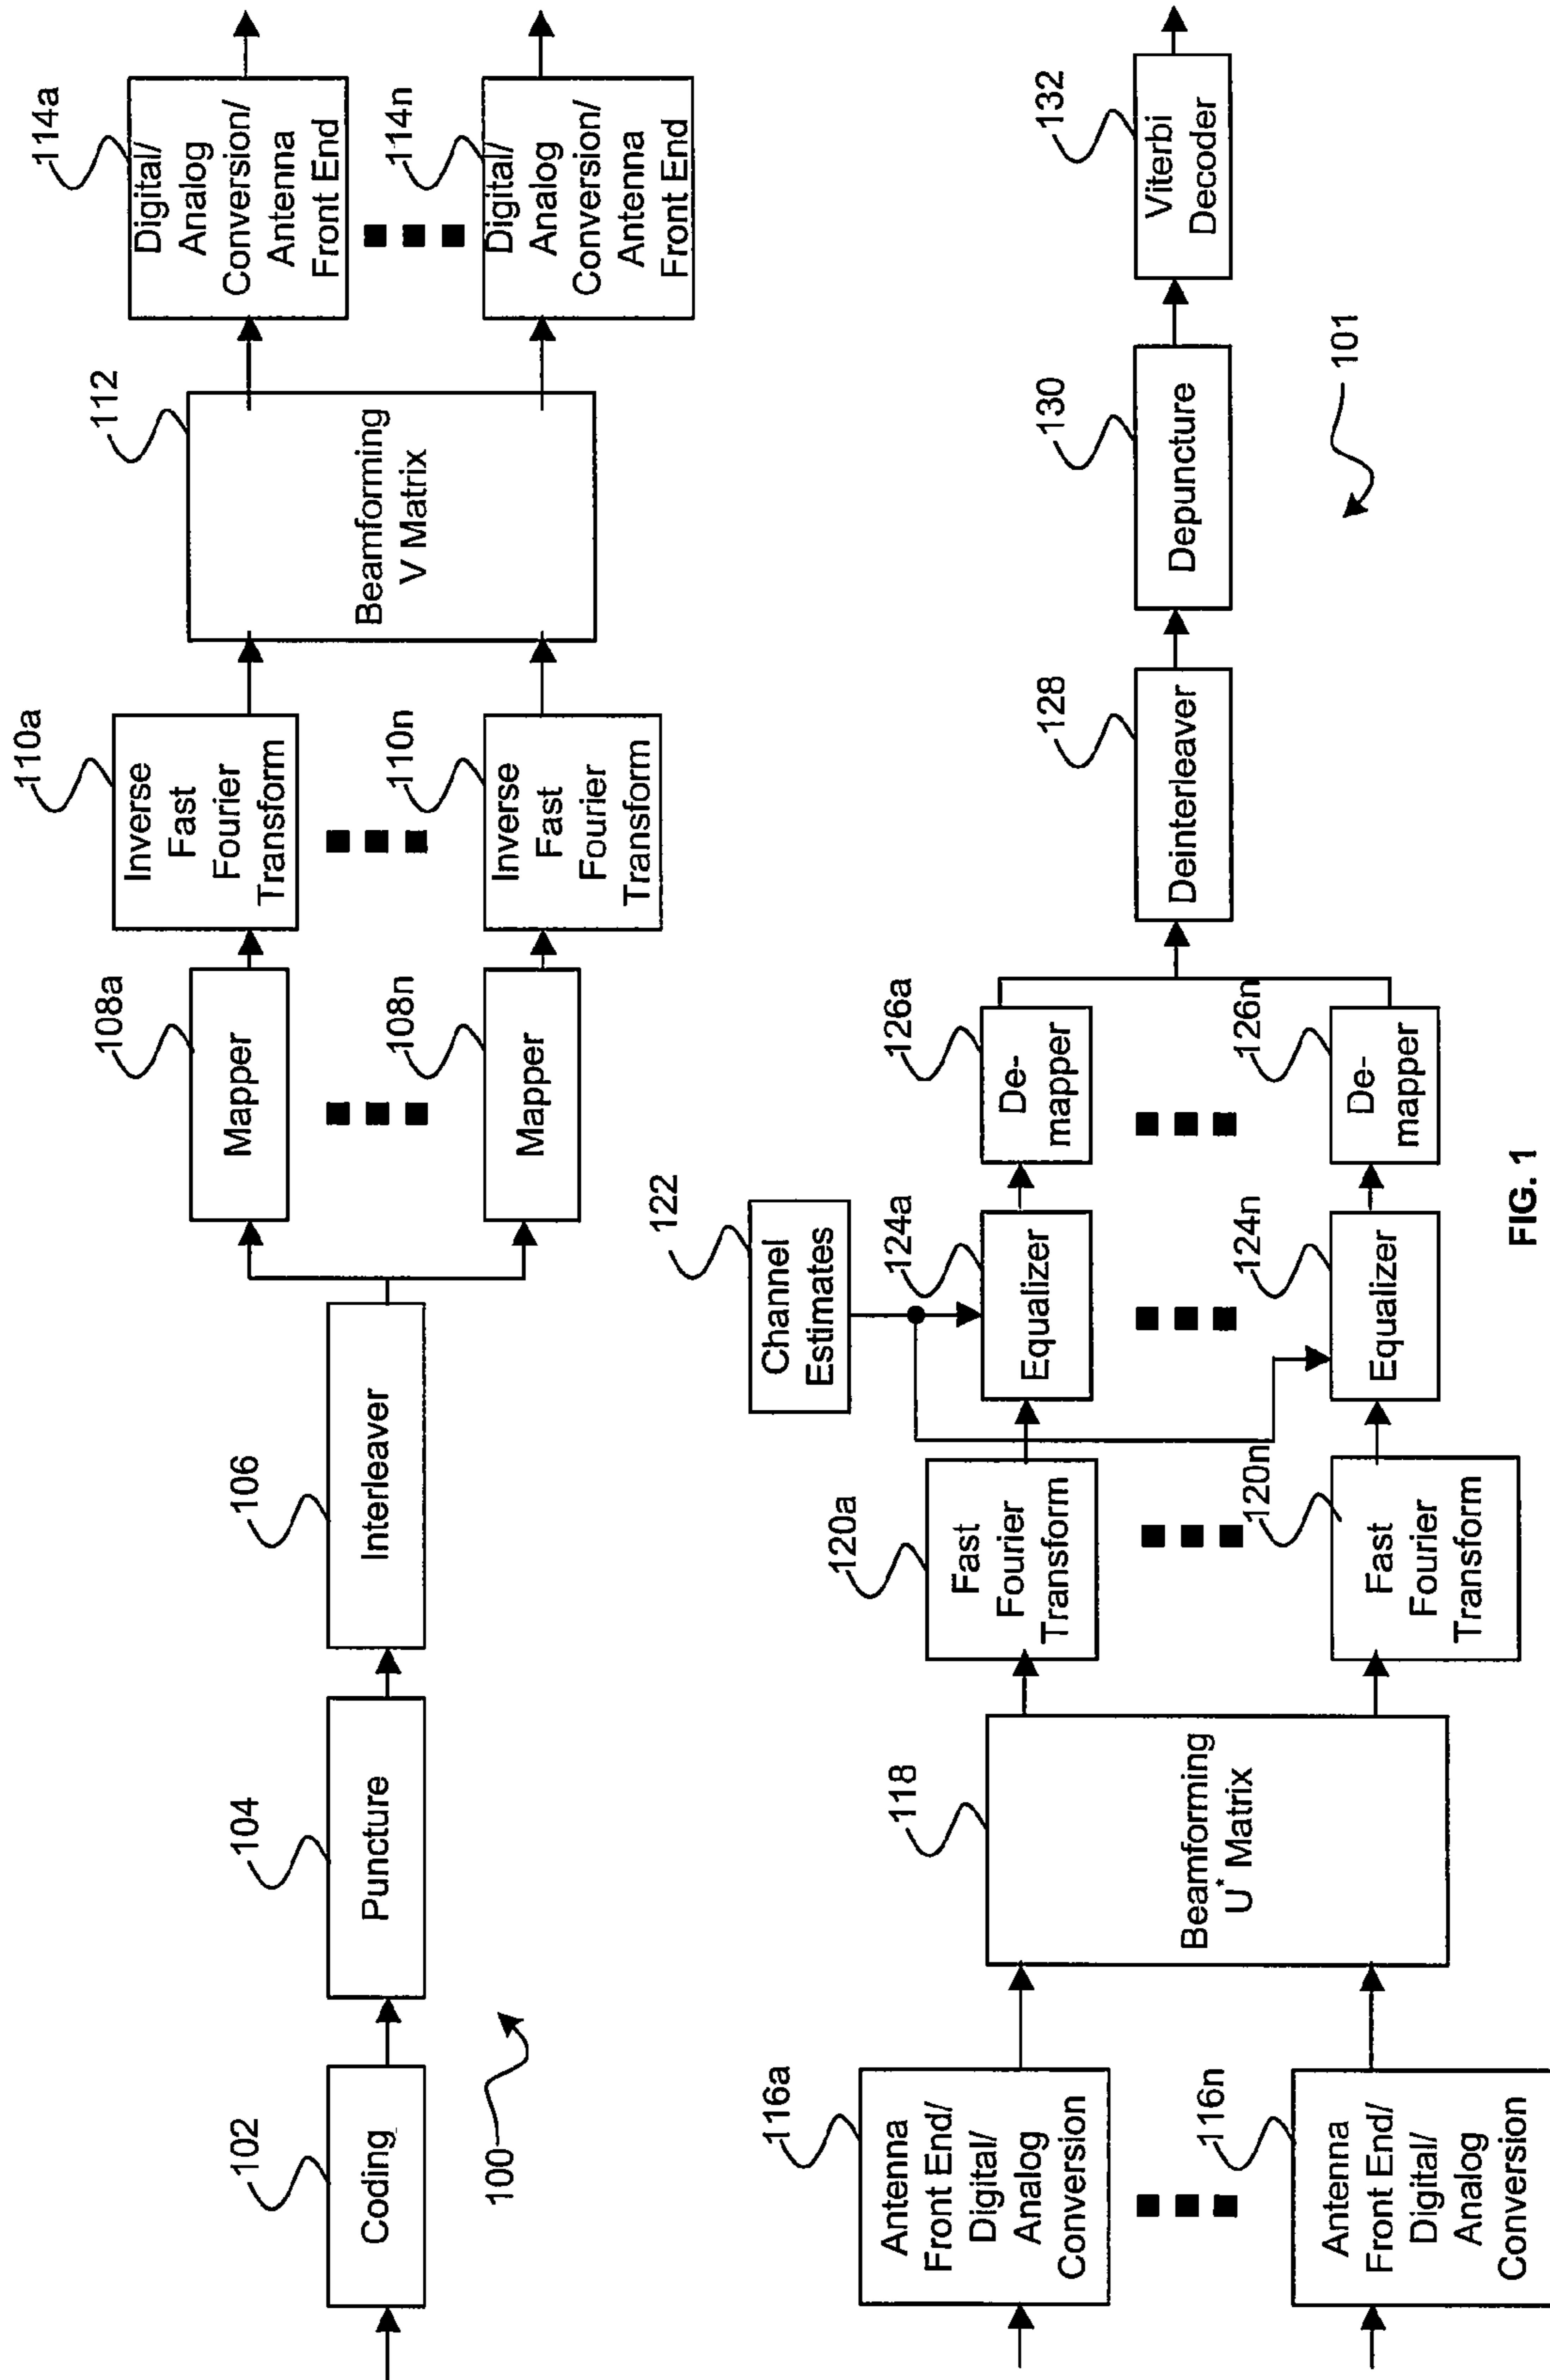 102
Coding
104
Puncture
106
Interleaver
108a
Mapper
108n
Mapper
110a
Inverse
Fast
Fourier
Transform
110n
Inverse
Fast
Fourier
Transform
112
Beamforming
V Matrix
114a
Digital/
Analog
Conversion/
Antenna
Front End
114n
Digital/
Analog
Conversion/
Antenna
Front End
100
116a
Antenna
Front End/
Digital/
Analog
Conversion
116n
Antenna
Front End/
Digital/
Analog
Conversion
118
Beamforming
U* Matrix
120a
Fast
Fourier
Transform
120n
Fast
Fourier
Transform
122
Channel
Estimates
124a
Equalizer
124n
Equalizer
126a
De-
mapper
126n
De-
mapper
128
Deinterleaver
130
Depuncture
132
Viterbi
Decoder
101
FIG. 1